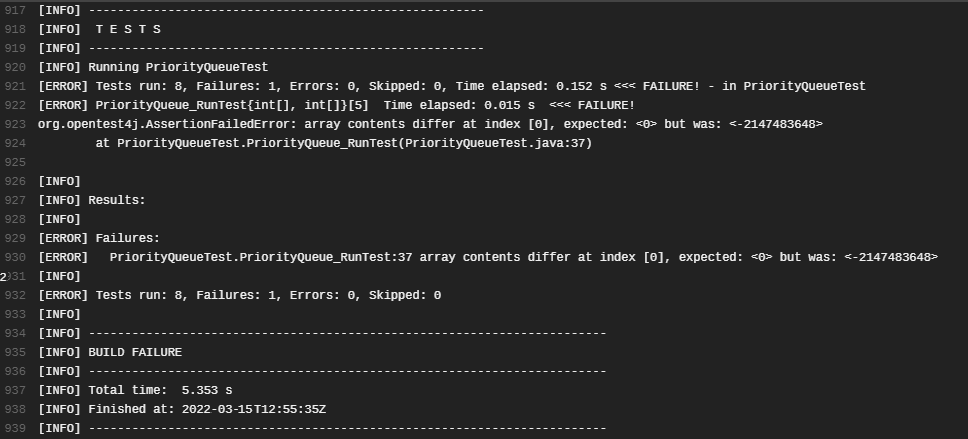 917 [INFO] -------------------------------------------------------
918 [INFO]  T E S T S
919 [INFO] -------------------------------------------------------
920 [INFO] Running PriorityQueueTest
921 [ERROR] Tests run: 8, Failures: 1, Errors: 0, Skipped: 0, Time elapsed: 0.152 s <<< FAILURE! - in PriorityQueueTest
922 [ERROR] PriorityQueue_RunTest{int[], int[]}[5]  Time elapsed: 0.015 s  <<< FAILURE!
923 org.opentest4j.AssertionFailedError: array contents differ at index [0], expected: <0> but was: <-2147483648>
924         at PriorityQueueTest.PriorityQueue_RunTest(PriorityQueueTest.java:37)
925
926 [INFO]
927 [INFO] Results:
928 [INFO]
929 [ERROR] Failures:
930 [ERROR]   PriorityQueueTest.PriorityQueue_RunTest:37 array contents differ at index [0], expected: <0> but was: <-2147483648>
931 [INFO]
932 [ERROR] Tests run: 8, Failures: 1, Errors: 0, Skipped: 0
933 [INFO]
934 [INFO] ------------------------------------------------------------------------
935 [INFO] BUILD FAILURE
936 [INFO] ------------------------------------------------------------------------
937 [INFO] Total time:  5.353 s
938 [INFO] Finished at: 2022-03-15T12:55:35Z
939 [INFO] ------------------------------------------------------------------------